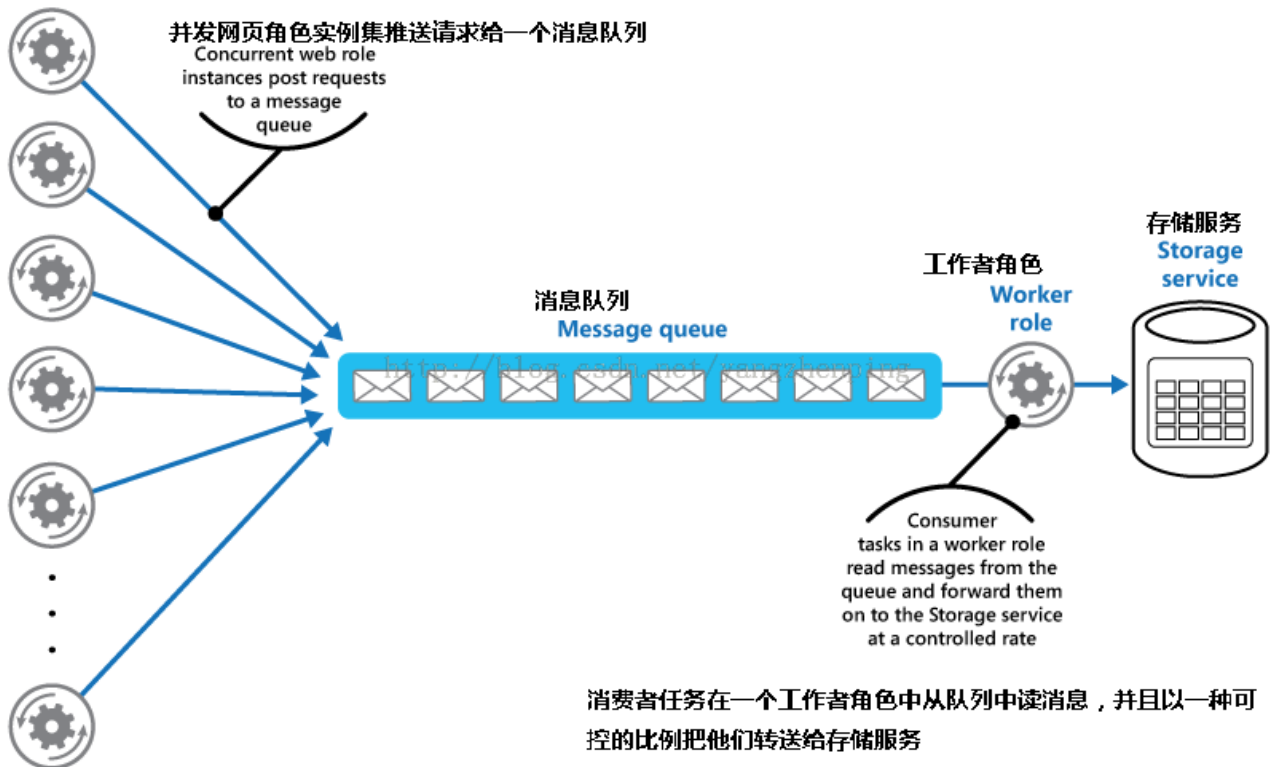 并发网页角色实例集推送请求给一个消息队列
Concurrent web role
instances post requests
to a message
queue
存储服务
Storage
service
工作者角色
Worker
role
消息队列
Message queue
Consumer
tasks in a worker role
read messages from the
queue and forward them
on to the Storage service
at a controlled rate
消费者任务在一个工作者角色中从队列中读消息，并且以一种可
控的比例把他们转送给存储服务